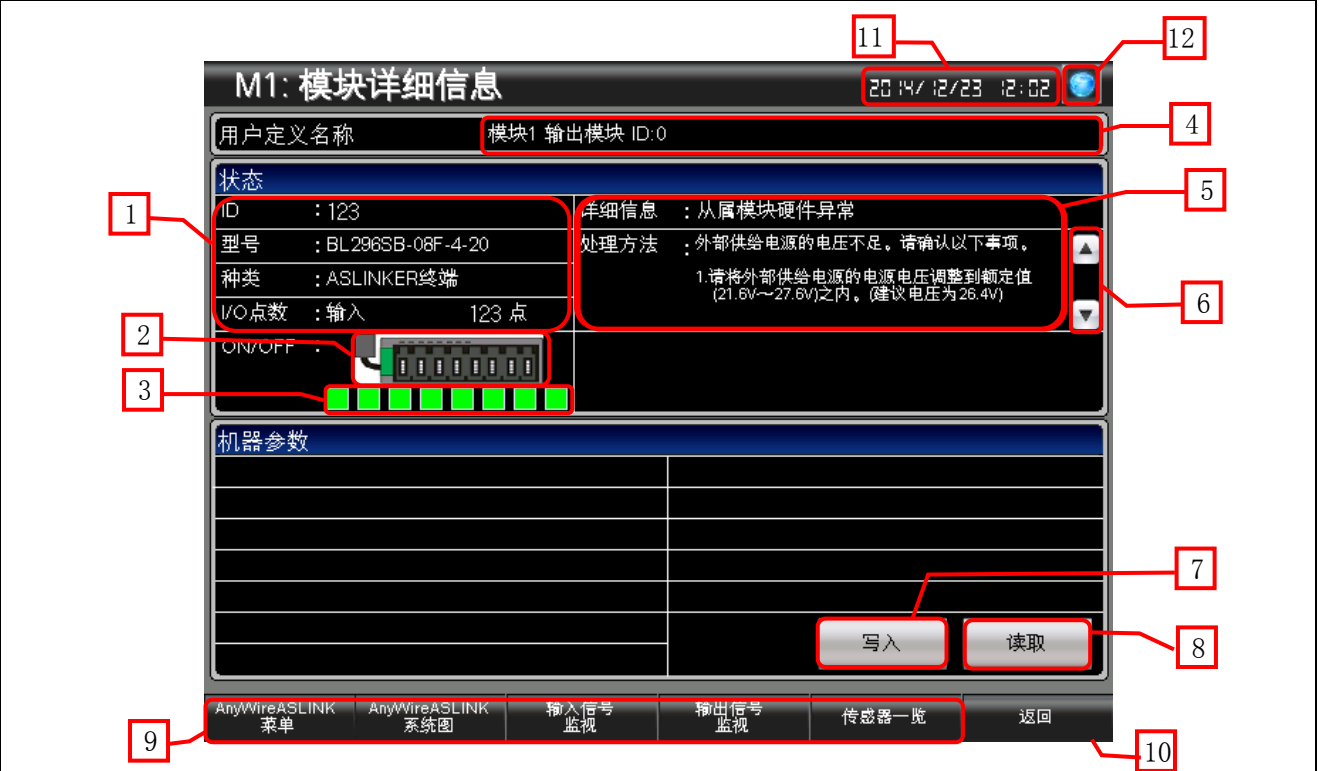 11
12
M1: 模块详细信息
2014/12/23 12:02
用户定义名称
模块1 输出模块 ID:0
4
状态
5
1
ID :123
详细信息 :从属模块硬件异常
型号 :BL296SB-08F-4-20
处理方法 :外部供给电源的电压不足。请确认以下事项。
种类 :ASLINKER终端
1.请将外部供给电源的电源电压调整到额定值
(21.6V～27.6V)之内。(建议电压为26.4V)
6
I/O点数 :输入 123 点
2
ON/OFF :
3
机器参数
7
写入
读取
8
AnyWireASLINK
菜单
AnyWireASLINK
系统图
输入信号
监视
输出信号
监视
传感器一览
返回
9
10